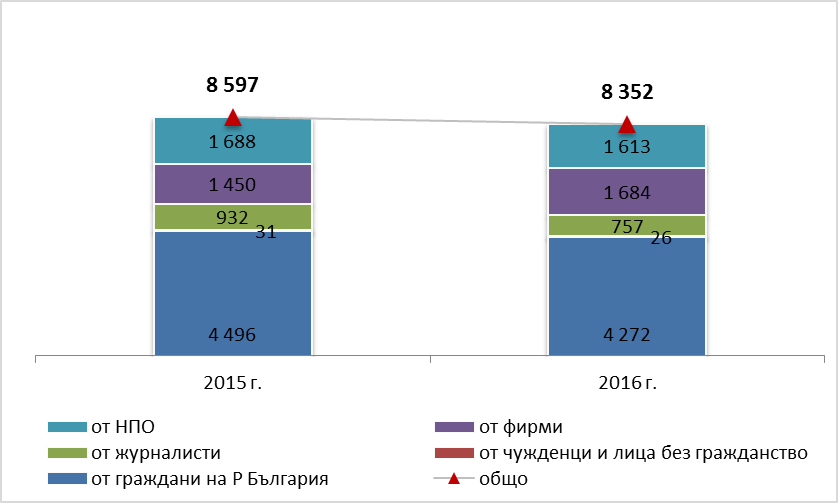 8 597
8 352
1 688
1 613
1 450
1 684
932
757
31
26
4 496
4 272
2015 г.
2016 г.
от НПО
от фирми
от журналисти
от чужденци и лица без гражданство
от граждани на Р България
общо